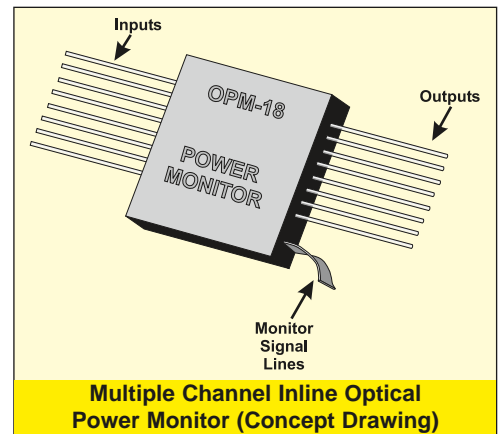 Inputs
OPM-18
Outputs
POWER
MONITOR
Monitor
Signal
Lines
Multiple Channel Inline Optical
Power Monitor (Concept Drawing)